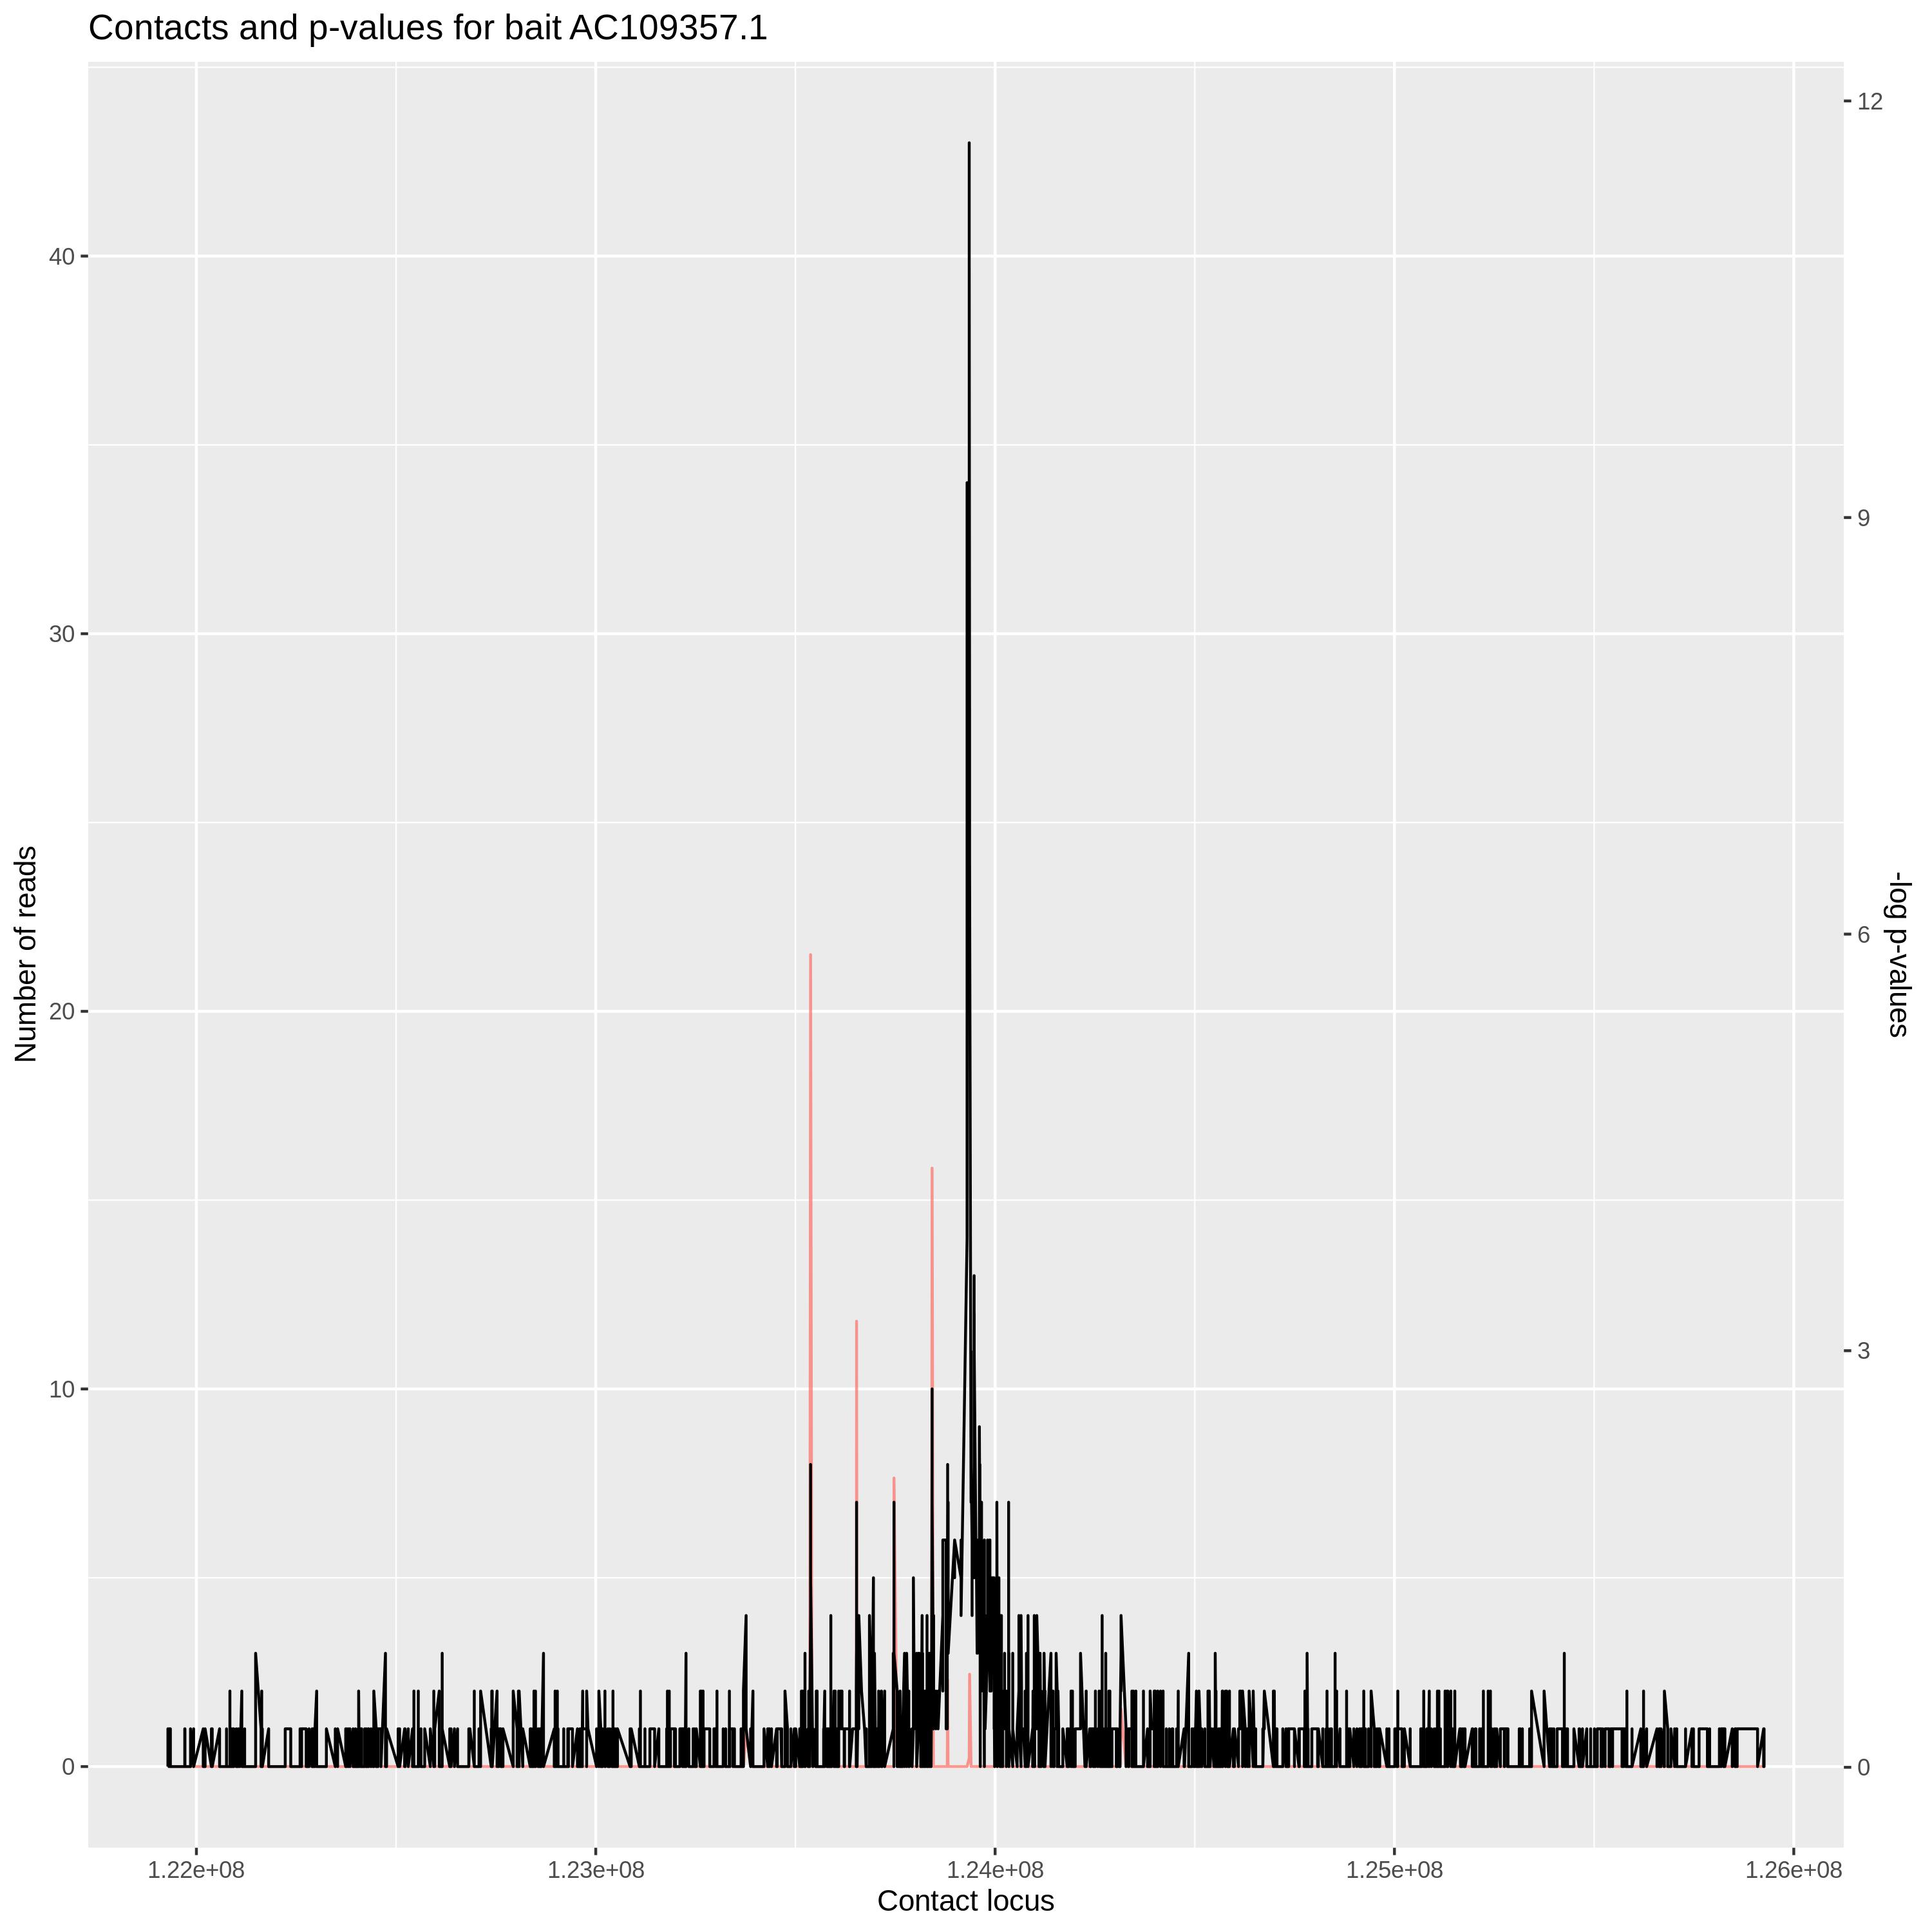 Contacts and p-values for bait AC109357.1
Number of reads
40
30
20
10
0
12
9
6
3
0
-log p-values
1.22e+08
1.23e+08
1.24e+08
1.25e+08
1.26e+08
Contact locus